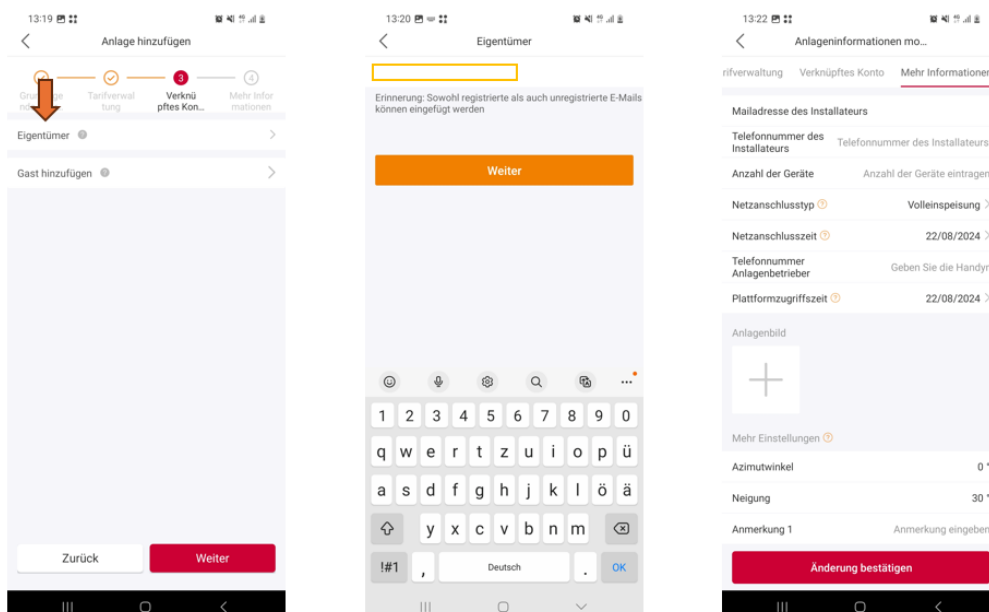 13:19
Anlage hinzufügen
3
4
Tarifverwal
tung
Verknü
pftes Kon...
Mehr Infor
mationen
Eigentümer
Gast hinzufügen
Zurück
Weiter
13:20
Eigentümer
Erinnerung: Sowohl registrierte als auch unregistrierte E-Mails
können eingefügt werden
Weiter
1 2 3 4 5 6 7 8 9 0
q w e r t z u i o p ü
a s d f g h j k l ö ä
y x c v b n m
!#1 , Deutsch . OK
13:22
Anlageninformationen mo...
rifverwaltung Verknüpftes Konto Mehr Informationen
Mailadresse des Installateurs
Telefonnummer des
Installateurs
Telefonnummer des Installateurs
Anzahl der Geräte Anzahl der Geräte eintragen
Netzanschlusstyp Volleinspeisung
Netzanschlusszeit 22/08/2024
Telefonnummer
Anlagenbetrieber
Geben Sie die Handyn
Plattformzugriffszeit 22/08/2024
Anlagenbild
Mehr Einstellungen
Azimutwinkel 0 °
Neigung 30 °
Anmerkung 1 Anmerkung eingeben
Änderung bestätigen